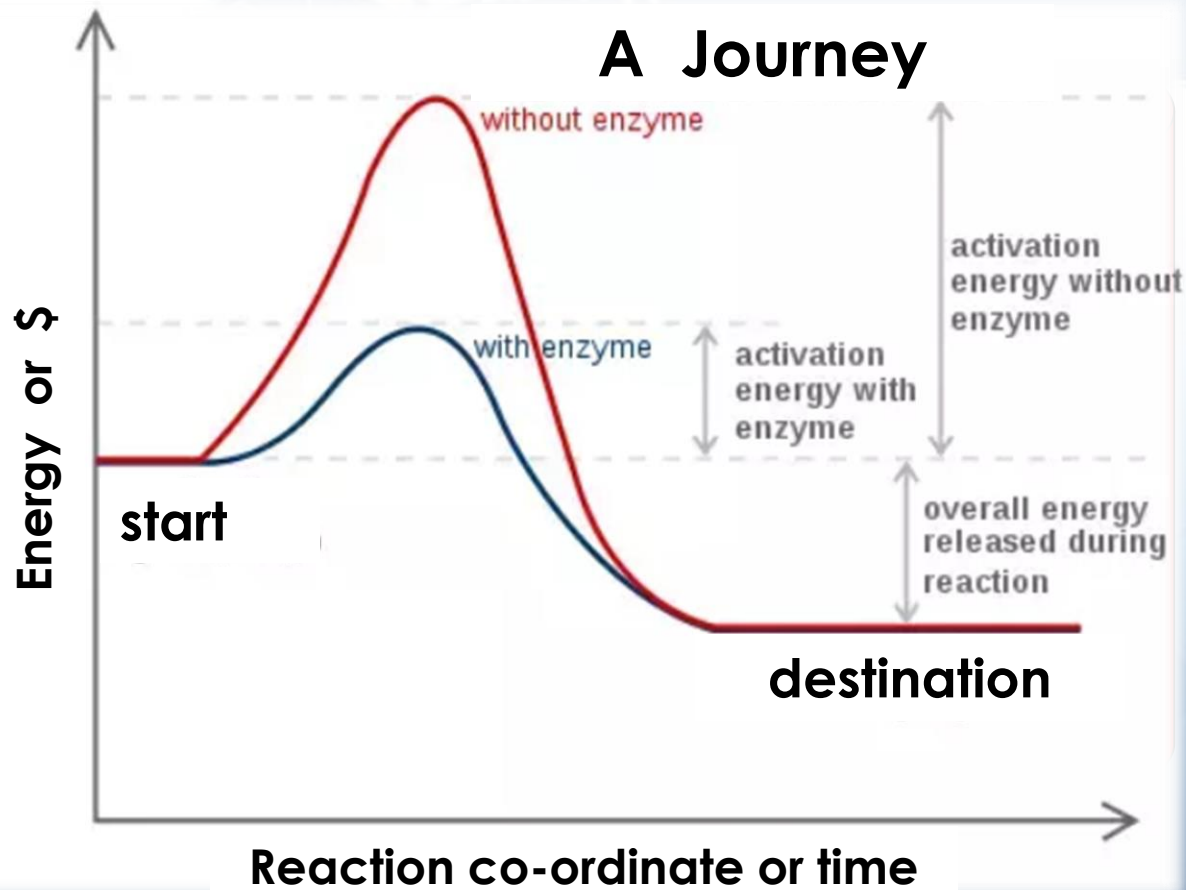 A Journey
without enzyme
activation
energy without
enzyme
with enzyme
activation
energy with
enzyme
Energy or $
start
overall energy
released during
reaction
destination
Reaction co-ordinate or time